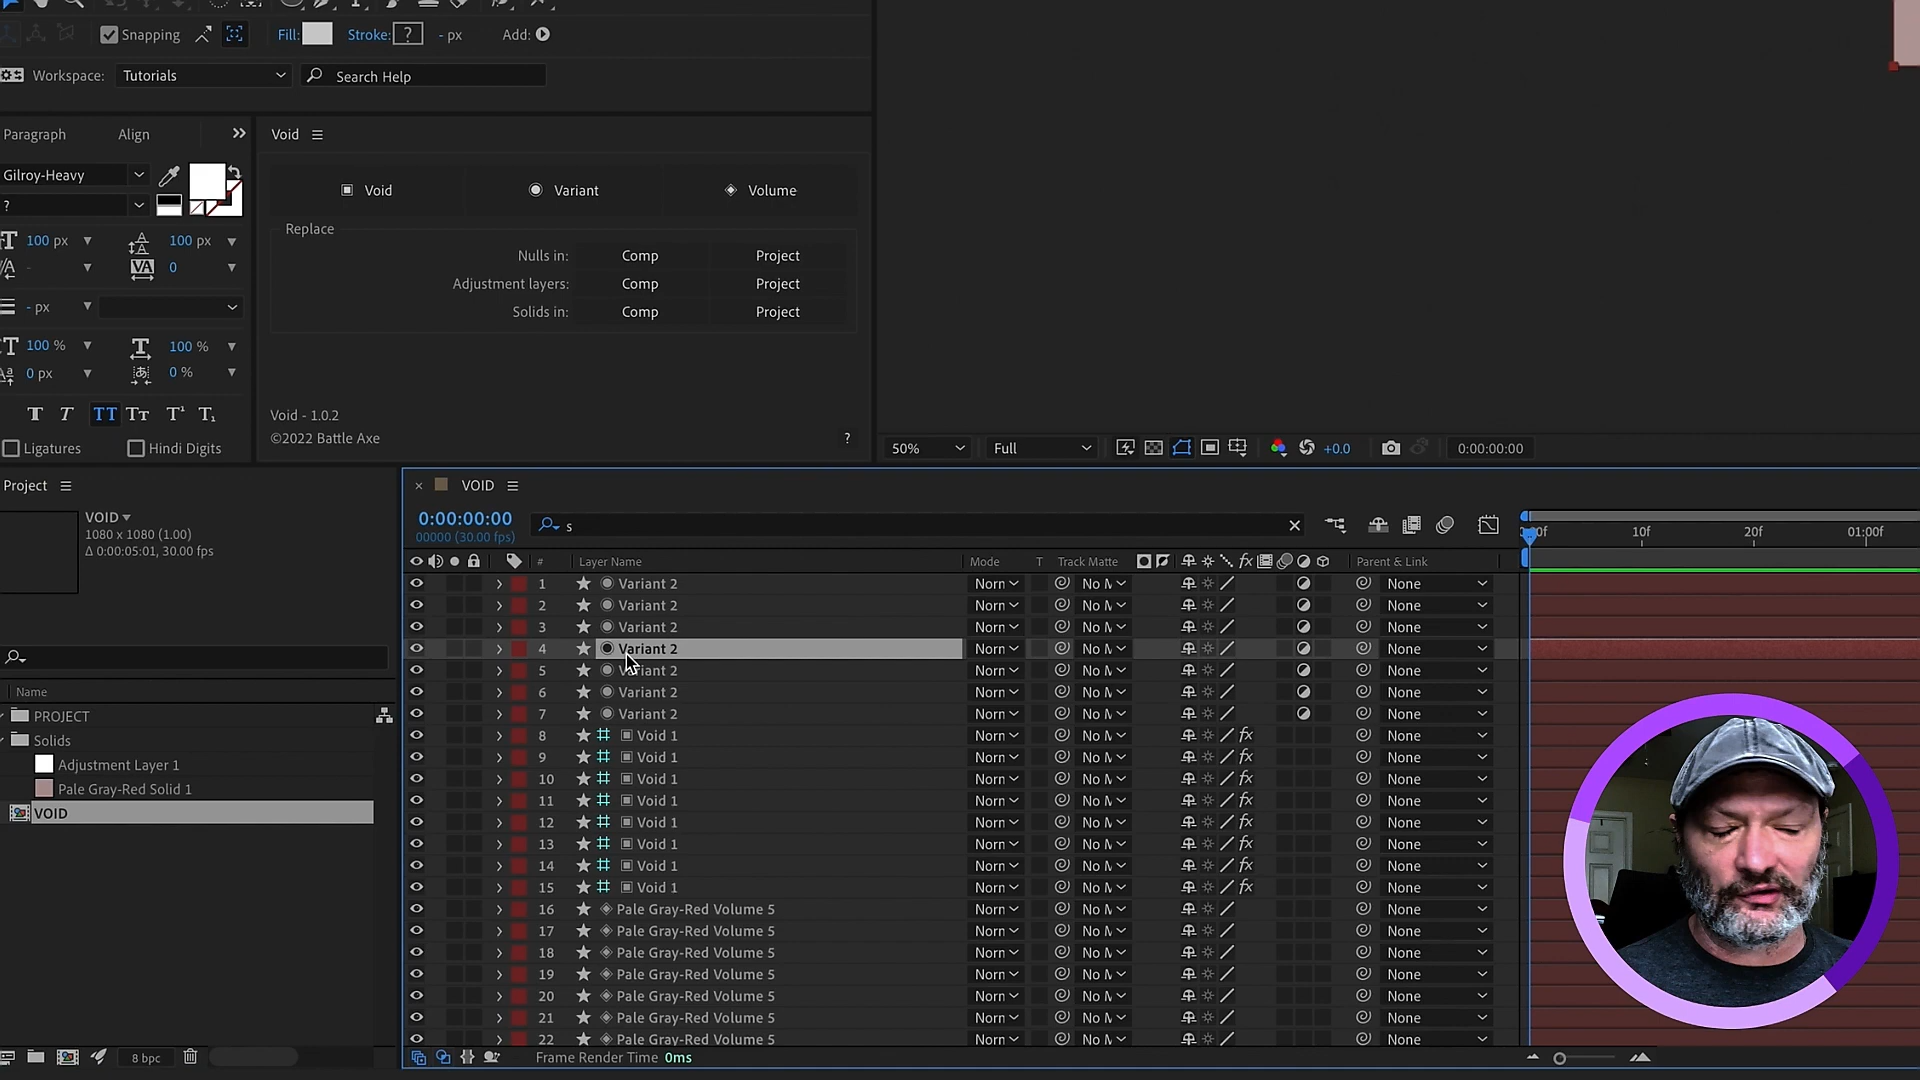 Snapping Fill: Stroke: ? - px Add:
Workspace: Tutorials Search Help
Paragraph Align
Void
Gilroy-Heavy
?
Void Variant Volume
Replace
100 px 100 px
Nulls in: Comp Project
- 0
Adjustment layers: Comp Project
- px
Solids in: Comp Project
100 % 100 %
0 px 0 %
Void - 1.0.2
©2022 Battle Axe ?
Ligatures Hindi Digits
50% Full +0.0 0:00:00:00
Project
VOID
1080 x 1080 (1.00)
Δ 0:00:05:01, 30.00 fps
Name
PROJECT
Solids
Adjustment Layer 1
Pale Gray-Red Solid 1
VOID
8 bpc
× VOID
0:00:00:00
00000 (30.00 fps)
s
10f 20f 01:00f
# Layer Name Mode T Track Matte fx Parent & Link
1 Variant 2 Norn No M None
2 Variant 2 Norn No M None
3 Variant 2 Norn No M None
4 Variant 2 Norn No M None
5 Variant 2 Norn No M None
6 Variant 2 Norn No M None
7 Variant 2 Norn No M None
8 Void 1 Norn No M fx None
9 Void 1 Norn No M fx None
10 Void 1 Norn No M fx None
11 Void 1 Norn No M fx None
12 Void 1 Norn No M fx None
13 Void 1 Norn No M fx None
14 Void 1 Norn No M fx None
15 Void 1 Norn No M fx None
16 Pale Gray-Red Volume 5 Norn No M None
17 Pale Gray-Red Volume 5 Norn No M None
18 Pale Gray-Red Volume 5 Norn No M None
19 Pale Gray-Red Volume 5 Norn No M None
20 Pale Gray-Red Volume 5 Norn No M None
21 Pale Gray-Red Volume 5 Norn No M None
22 Pale Gray-Red Volume 5 Norn No M None
Frame Render Time 0ms